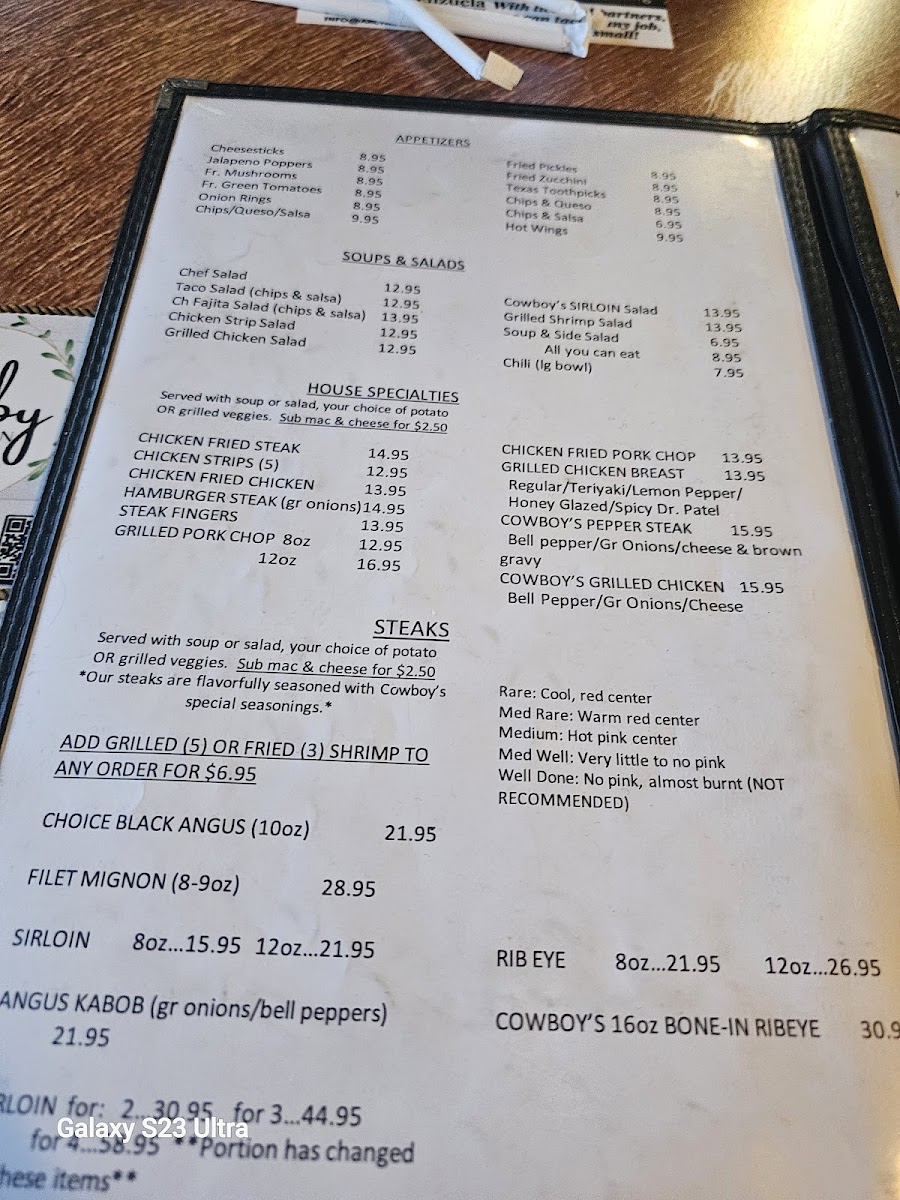 With
can
partners,
my job,
small!
by
APPETIZERS
Cheesesticks 8.95
Jalapeno Poppers 8.95
Fr. Mushrooms 8.95
Fr. Green Tomatoes 8.95
Onion Rings 8.95
Chips/Queso/Salsa 9.95
Fried Pickles 8.95
Fried Zucchini 8.95
Texas Toothpicks 8.95
Chips & Queso 8.95
Chips & Salsa 6.95
Hot Wings 9.95
SOUPS & SALADS
Chef Salad 12.95
Taco Salad (chips & salsa) 12.95
Ch Fajita Salad (chips & salsa) 13.95
Chicken Strip Salad 12.95
Grilled Chicken Salad 12.95
Cowboy's SIRLOIN Salad 13.95
Grilled Shrimp Salad 13.95
Soup & Side Salad 6.95
All you can eat 8.95
Chili (lg bowl) 7.95
HOUSE SPECIALTIES
Served with soup or salad, your choice of potato
OR grilled veggies. Sub mac & cheese for $2.50
CHICKEN FRIED STEAK 14.95
CHICKEN STRIPS (5) 12.95
CHICKEN FRIED CHICKEN 13.95
HAMBURGER STEAK (gr onions)14.95
STEAK FINGERS 13.95
GRILLED PORK CHOP 8oz 12.95
12oz 16.95
CHICKEN FRIED PORK CHOP 13.95
GRILLED CHICKEN BREAST 13.95
Regular/Teriyaki/Lemon Pepper/
Honey Glazed/Spicy Dr. Patel
COWBOY'S PEPPER STEAK 15.95
Bell pepper/Gr Onions/cheese & brown
gravy
COWBOY'S GRILLED CHICKEN 15.95
Bell Pepper/Gr Onions/Cheese
STEAKS
Served with soup or salad, your choice of potato
OR grilled veggies. Sub mac & cheese for $2.50
*Our steaks are flavorfully seasoned with Cowboy's
special seasonings.*
ADD GRILLED (5) OR FRIED (3) SHRIMP TO
ANY ORDER FOR $6.95
Rare: Cool, red center
Med Rare: Warm red center
Medium: Hot pink center
Med Well: Very little to no pink
Well Done: No pink, almost burnt (NOT
RECOMMENDED)
CHOICE BLACK ANGUS (10oz) 21.95
FILET MIGNON (8-9oz) 28.95
SIRLOIN 8oz...15.95 12oz...21.95
RIB EYE 8oz...21.95 12oz...26.95
ANGUS KABOB (gr onions/bell peppers)
21.95
COWBOY'S 16oz BONE-IN RIBEYE 30.9
RLOIN for: 2...30.95 for 3...44.95
for 4...58.95 **Portion has changed
hese items**
Galaxy S23 Ultra